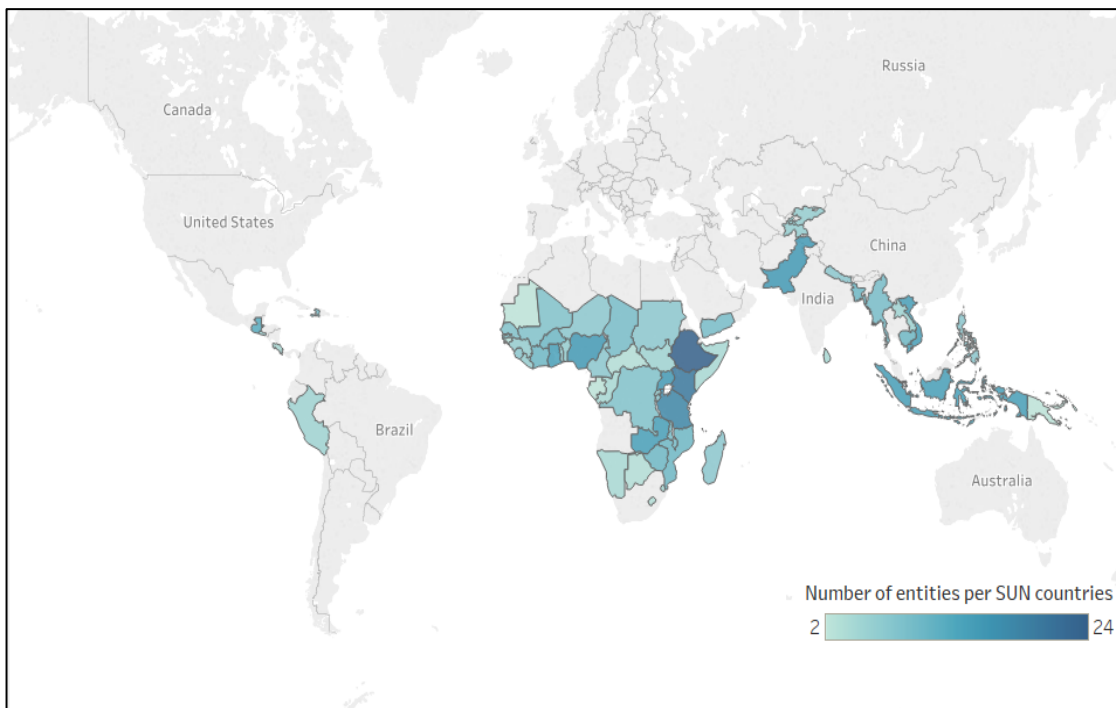 Russia
Canada
United States
China
India
Brazil
Australia
Number of entities per SUN countries
2 24